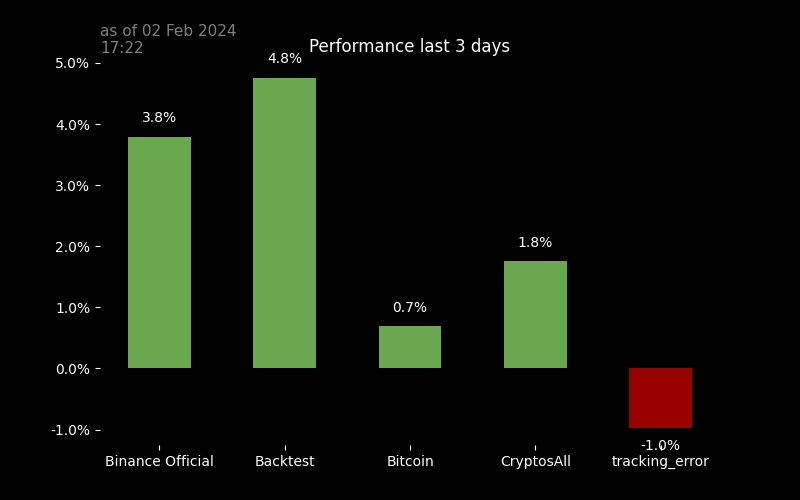 as of 02 Feb 2024
17:22
Performance last 3 days
5.0%
4.0%
3.0%
2.0%
1.0%
0.0%
-1.0%
3.8%
4.8%
0.7%
1.8%
-1.0%
Binance Official
Backtest
Bitcoin
CryptosAll
tracking_error